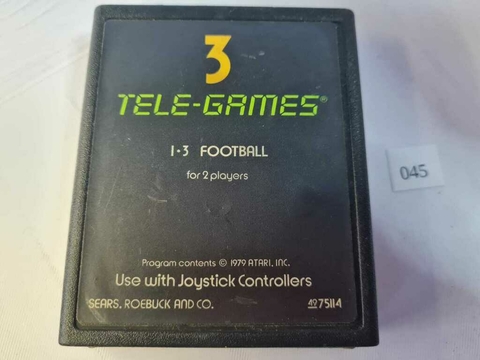 3
TELE-GAMES®
1·3 FOOTBALL
for 2 players
045
Program contents © 1979 ATARI, INC.
Use with Joystick Controllers
SEARS, ROEBUCK AND CO. 49 75114